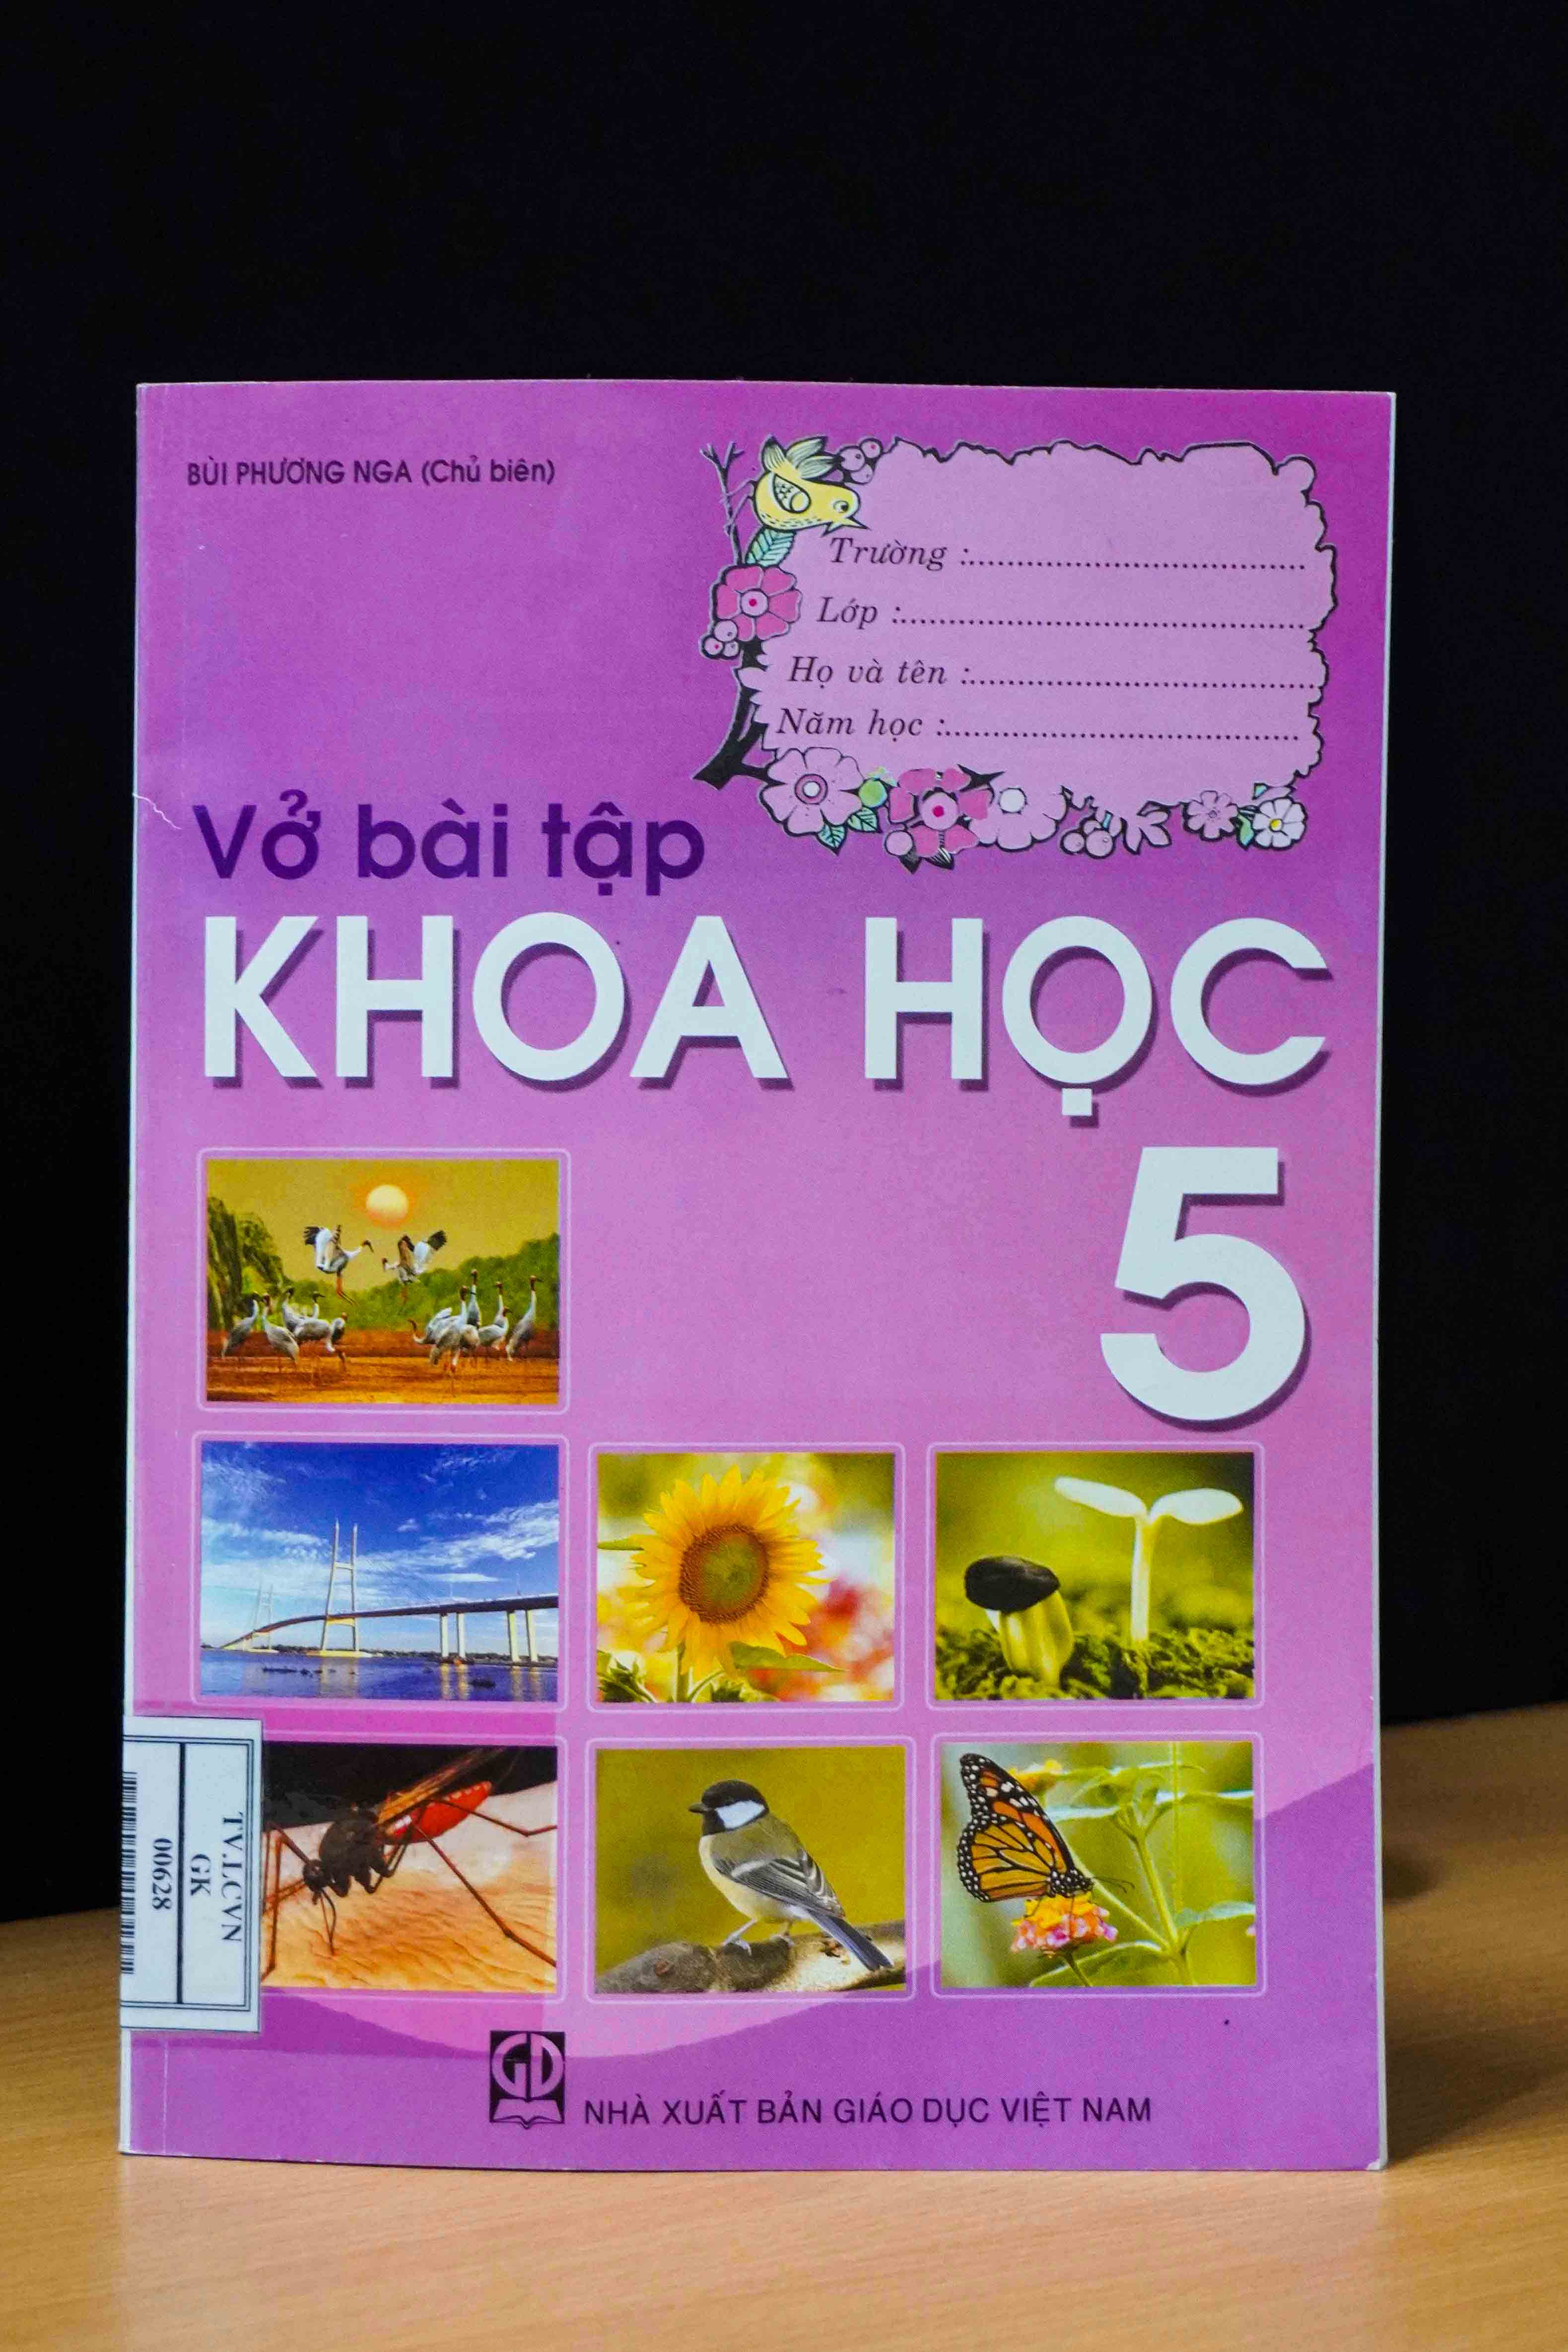 BÙI PHƯƠNG NGA (Chủ biên)
Trường :
Lớp :
Họ và tên :
Năm học :
Vở bài tập
KHOA HỌC
5
TV.LCVN
GK
00628
GD
NHÀ XUẤT BẢN GIÁO DỤC VIỆT NAM